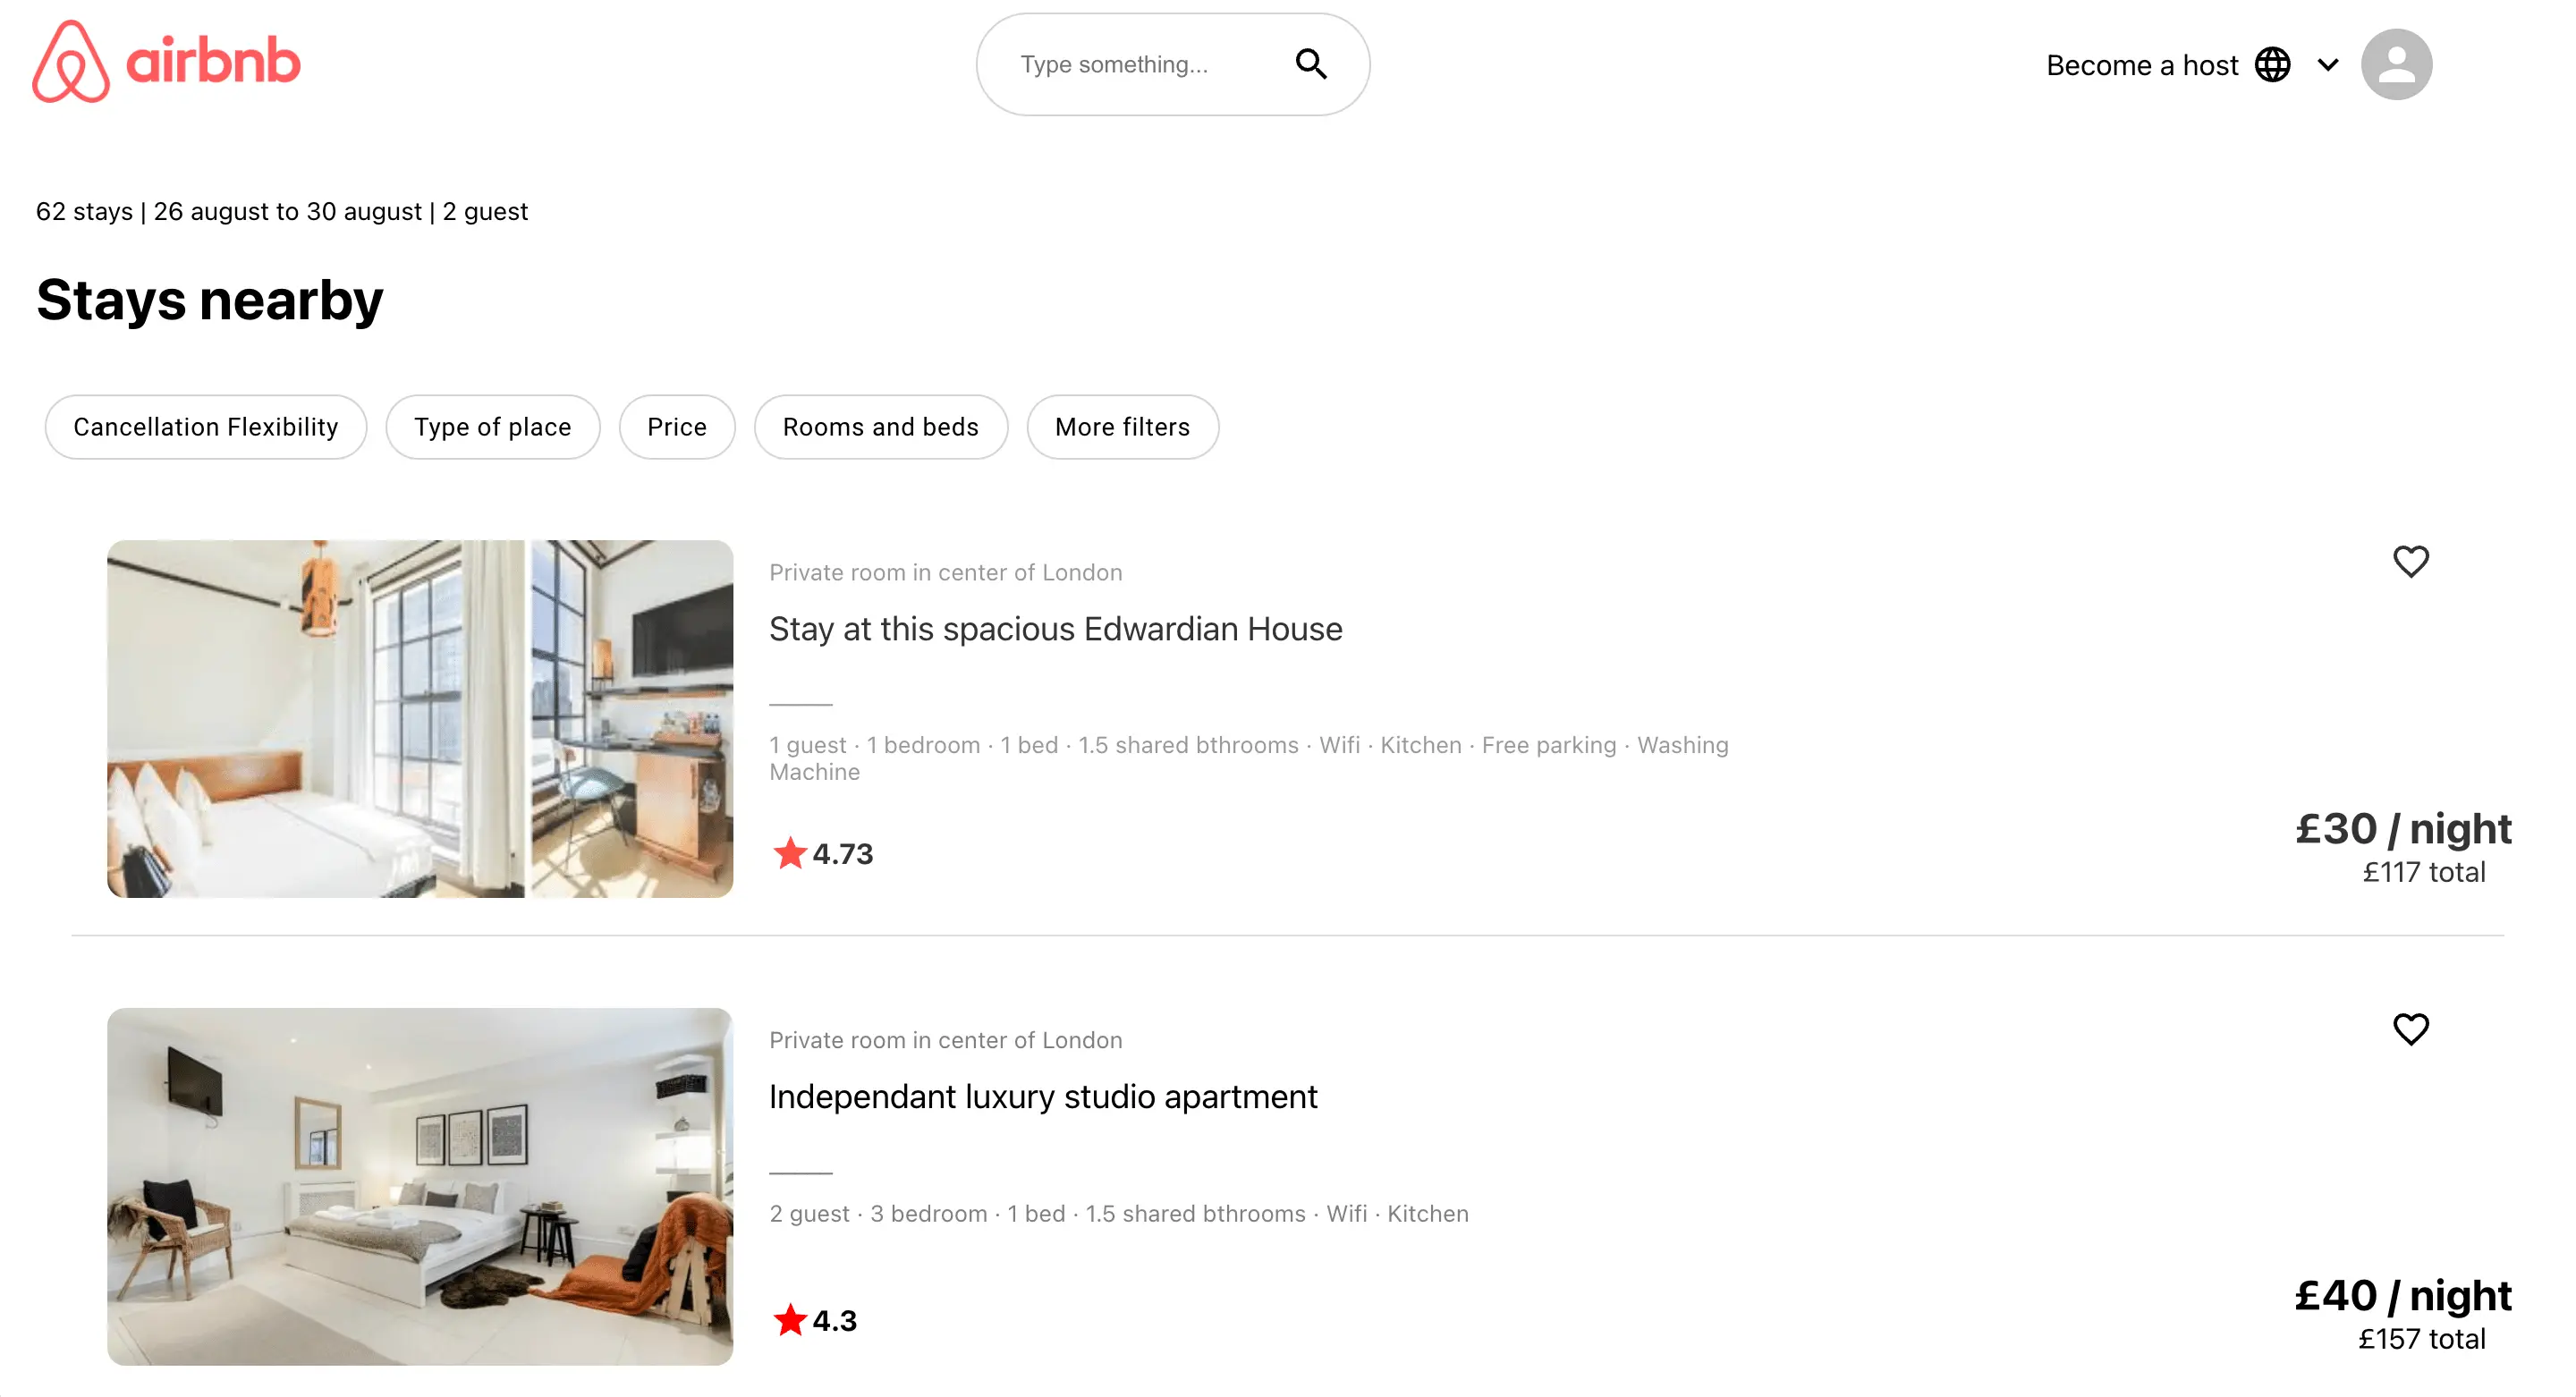 airbnb
Type something...
Become a host
62 stays | 26 august to 30 august | 2 guest
Stays nearby
Cancellation Flexibility
Type of place
Price
Rooms and beds
More filters
Private room in center of London
Stay at this spacious Edwardian House
1 guest · 1 bedroom · 1 bed · 1.5 shared bthrooms · Wifi · Kitchen · Free parking · Washing
Machine
4.73
£30 / night
£117 total
Private room in center of London
Independant luxury studio apartment
2 guest · 3 bedroom · 1 bed · 1.5 shared bthrooms · Wifi · Kitchen
4.3
£40 / night
£157 total